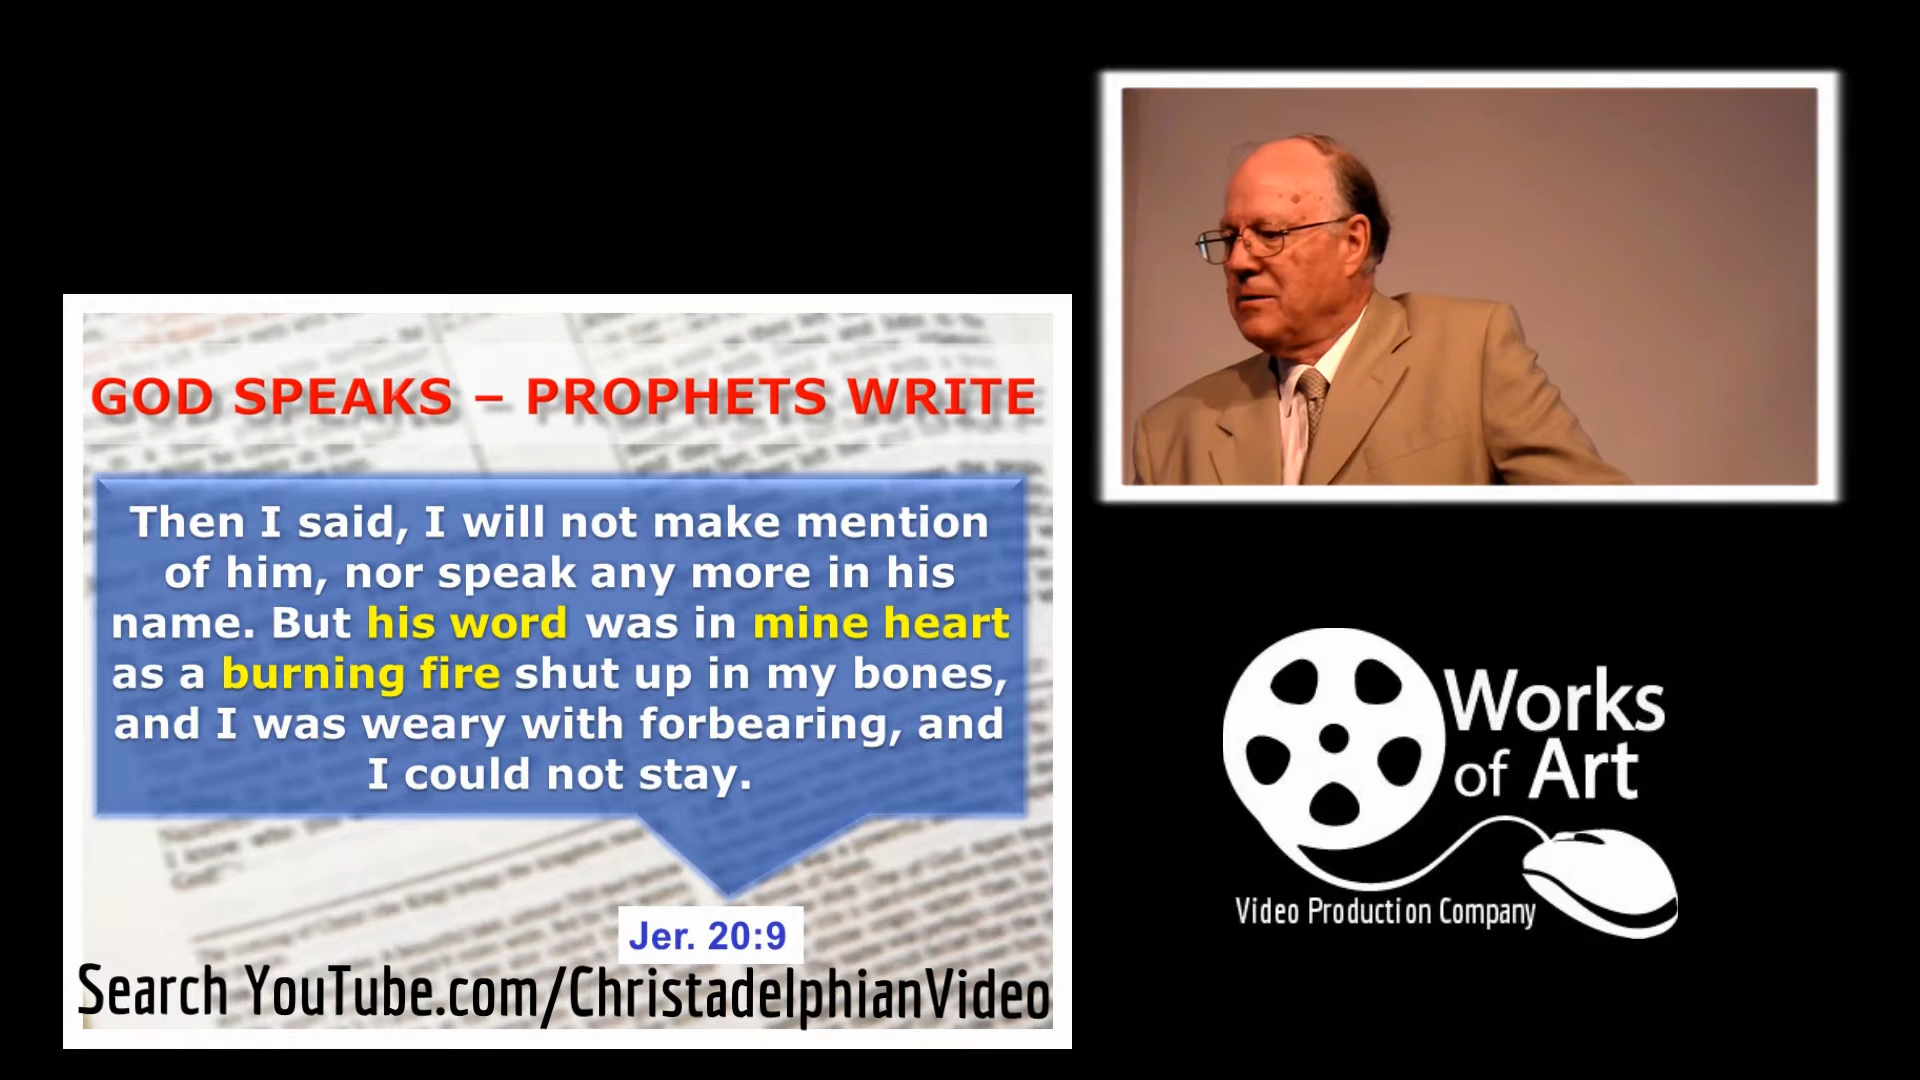 GOD SPEAKS – PROPHETS WRITE
Then I said, I will not make mention
of him, nor speak any more in his
name. But his word was in mine heart
as a burning fire shut up in my bones,
and I was weary with forbearing, and
I could not stay.
Jer. 20:9
Search YouTube.com/ChristadelphianVideo
Works
of Art
Video Production Company